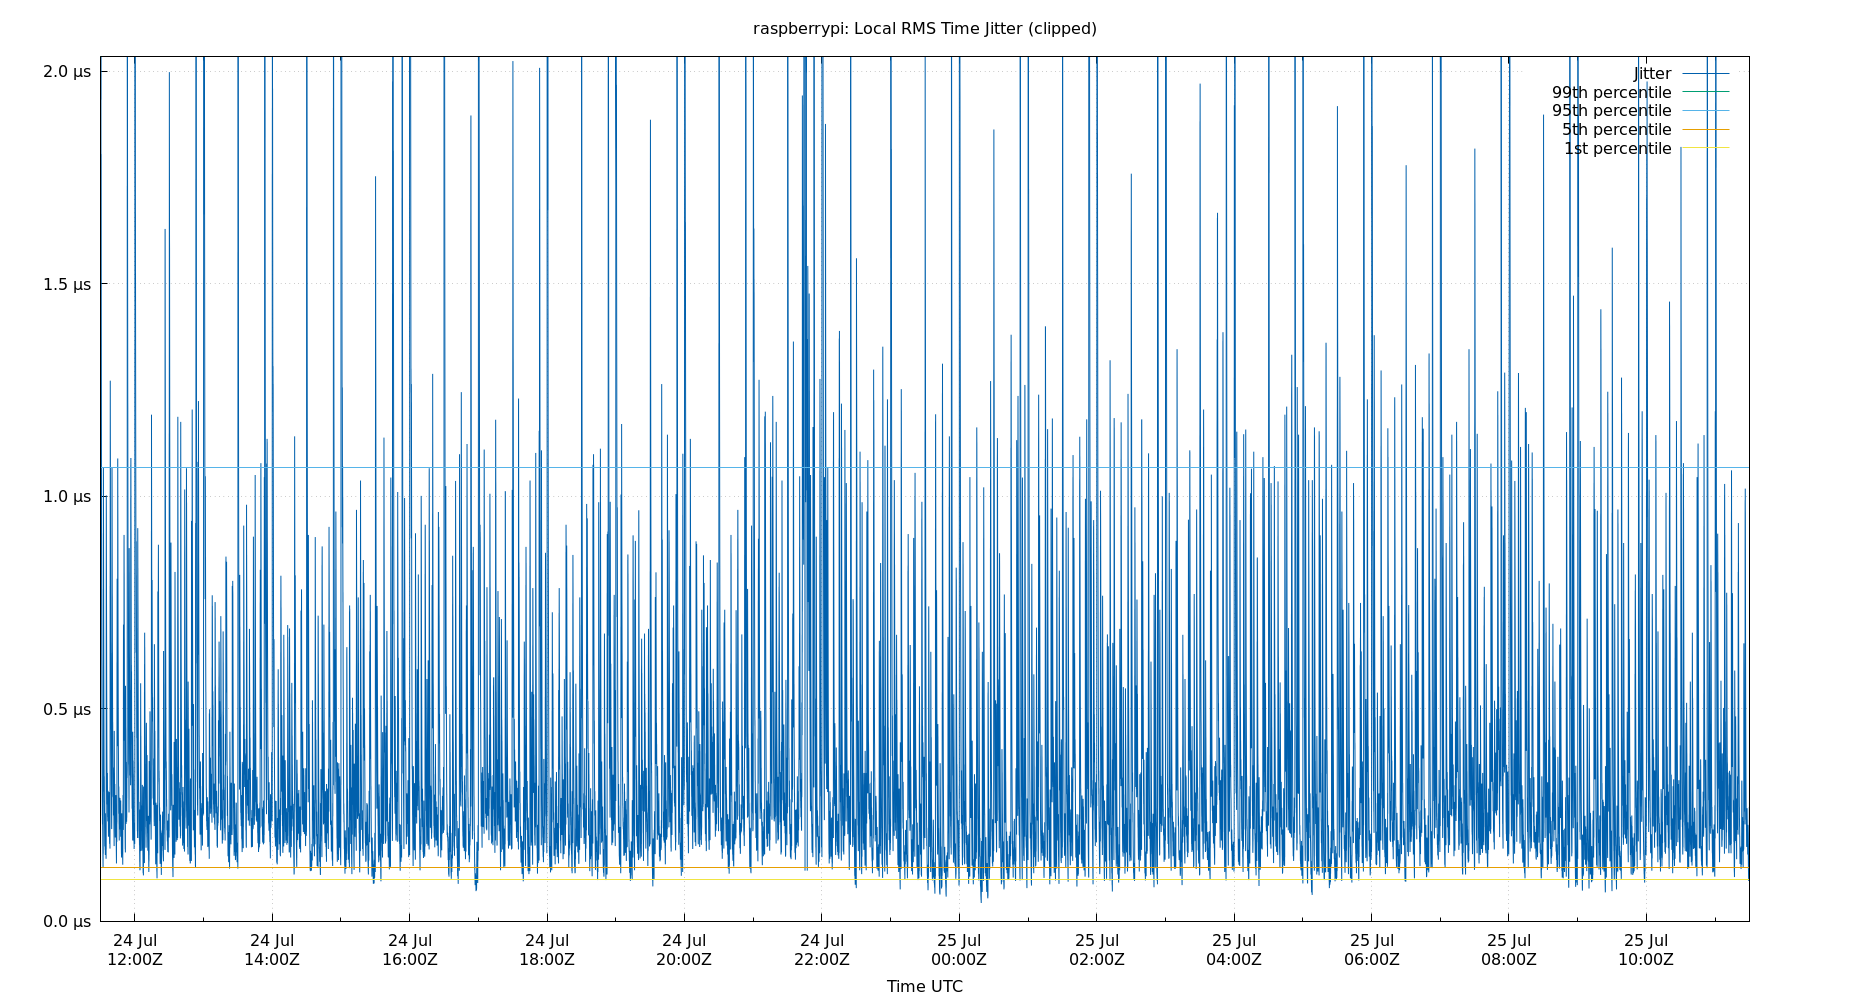 raspberrypi: Local RMS Time Jitter (clipped)
2.0 µs
1.5 µs
1.0 µs
0.5 µs
0.0 µs
Jitter
99th percentile
95th percentile
5th percentile
1st percentile
24 Jul 24 Jul 24 Jul 24 Jul 24 Jul 24 Jul 25 Jul 25 Jul 25 Jul 25 Jul 25 Jul 25 Jul
12:00Z 14:00Z 16:00Z 18:00Z 20:00Z 22:00Z 00:00Z 02:00Z 04:00Z 06:00Z 08:00Z 10:00Z
Time UTC